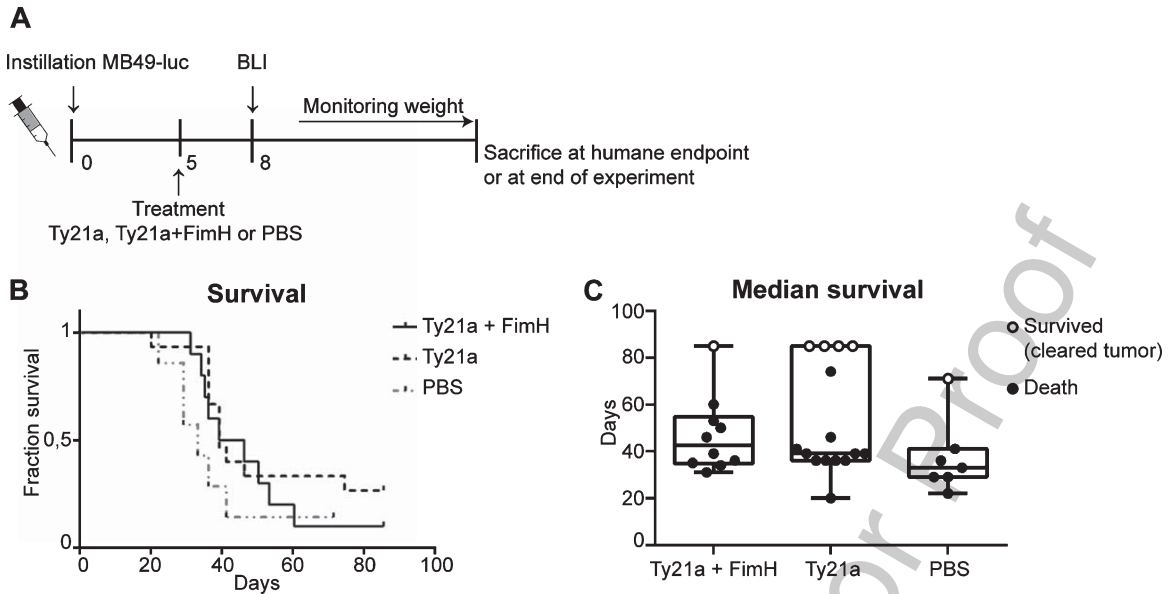 A
Instillation MB49-luc
BLI
Monitoring weight
0
5
8
Sacrifice at humane endpoint
or at end of experiment
Treatment
Ty21a, Ty21a+FimH or PBS
B
Survival
Ty21a + FimH
Ty21a
PBS
Fraction survival
1
0,5
0
0
20
40
60
80
100
Days
C
Median survival
Survived
(cleared tumor)
Death
Days
100
80
60
40
20
0
Ty21a + FimH
Ty21a
PBS
or Proof